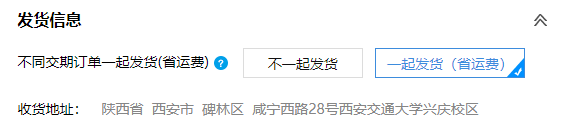 发货信息
不同交期订单一起发货(省运费) ? 不一起发货 一起发货（省运费）
收货地址： 陕西省 西安市 碑林区 咸宁西路28号西安交通大学兴庆校区